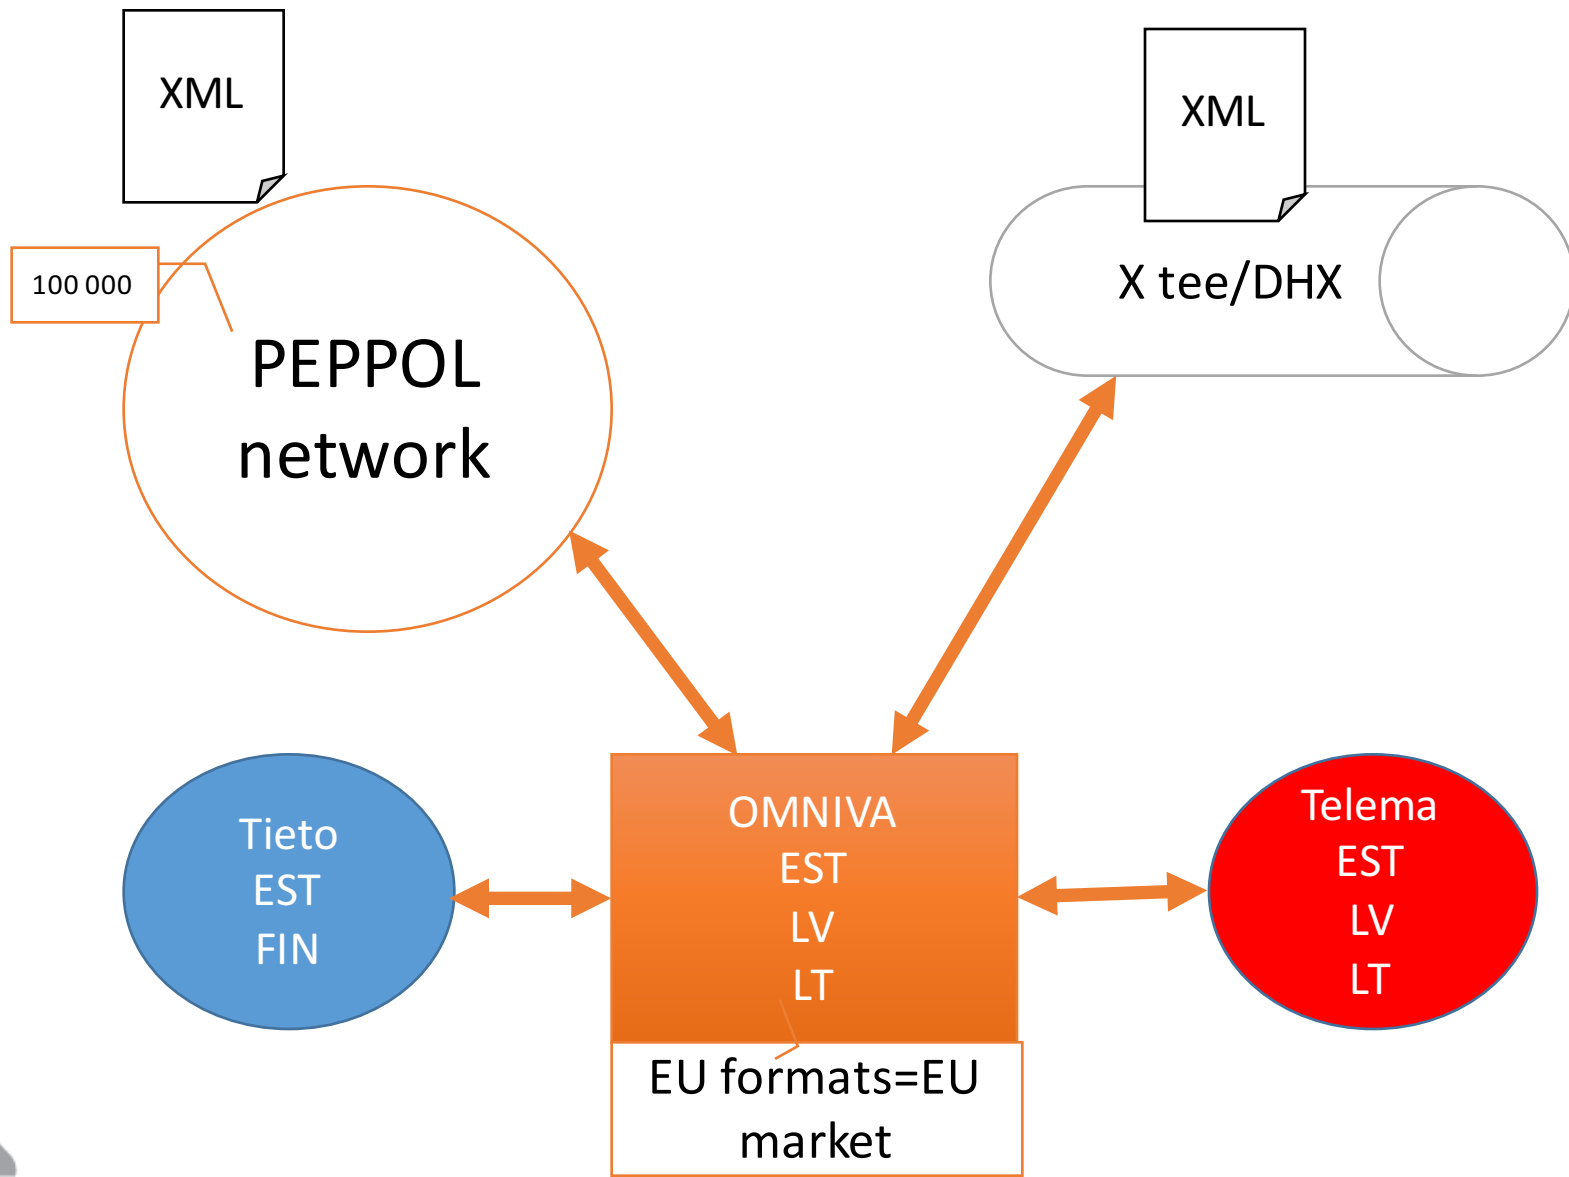 XML
XML
100 000
PEPPOL
network
X tee/DHX
Tieto
EST
FIN
OMNIVA
EST
LV
LT
Telema
EST
LV
LT
EU formats=EU
market